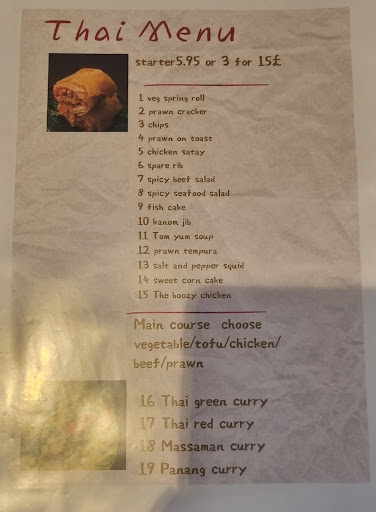 Thai Menu
starter5.95 or 3 for 15£
1 veg spring roll
2 prawn cracker
3 chips
4 prawn on toast
5 chicken satay
6 spare rib
7 spicy beef salad
8 spicy seafood salad
9 fish cake
10 kanom jib
11 Tom yum soup
12 prawn tempura
13 salt and pepper squid
14 sweet corn cake
15 The boozy chicken
Main course choose
vegetable/tofu/chicken/
beef/prawn
16 Thai green curry
17 Thai red curry
18 Massaman curry
19 Panang curry